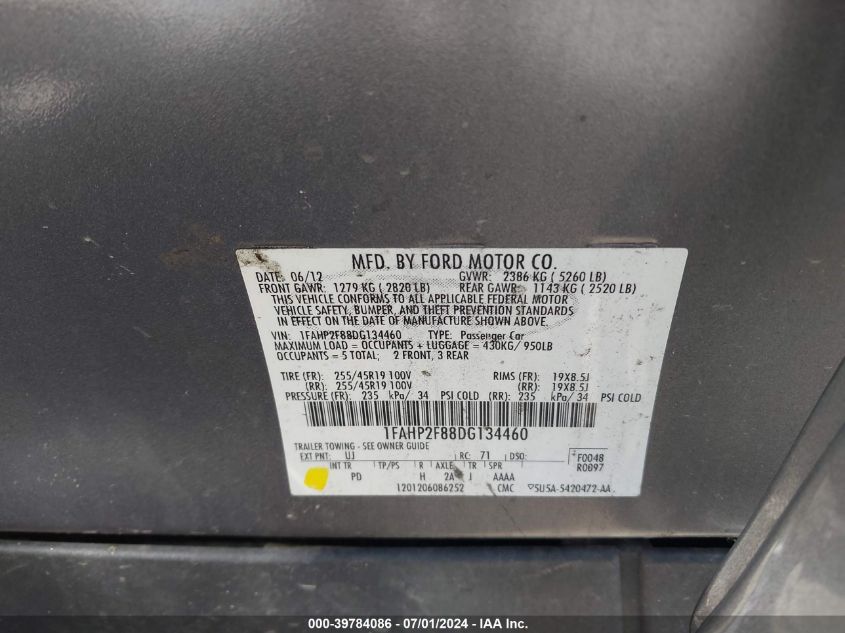 MFD. BY FORD MOTOR CO.
DATE: 06/12 GVWR: 2386 KG ( 5260 LB)
FRONT GAWR: 1279 KG ( 2820 LB) REAR GAWR: 1143 KG ( 2520 LB)
THIS VEHICLE CONFORMS TO ALL APPLICABLE FEDERAL MOTOR
VEHICLE SAFETY, BUMPER, AND THEFT PREVENTION STANDARDS
IN EFFECT ON THE DATE OF MANUFACTURE SHOWN ABOVE.
VIN: 1FAHP2F88DG134460 TYPE: Passenger Car
MAXIMUM LOAD = OCCUPANTS + LUGGAGE = 430KG/ 950LB
OCCUPANTS = 5 TOTAL; 2 FRONT, 3 REAR
TIRE (FR): 255/45R19 100V RIMS (FR): 19X8.5J
(RR): 255/45R19 100V (RR): 19X8.5J
PRESSURE (FR): 235 kPa/ 34 PSI COLD (RR): 235 kPa/ 34 PSI COLD
1FAHP2F88DG134460
TRAILER TOWING - SEE OWNER GUIDE
EXT PNT: UJ RC: 71 DSO: F0048
INT TR TP/PS R AXLE TR SPR R0097
PD H 2A J AAAA
1201206086252 CMC 5U5A-5420472-AA
000-39784086 / 07/01/2024 - IAA Inc.